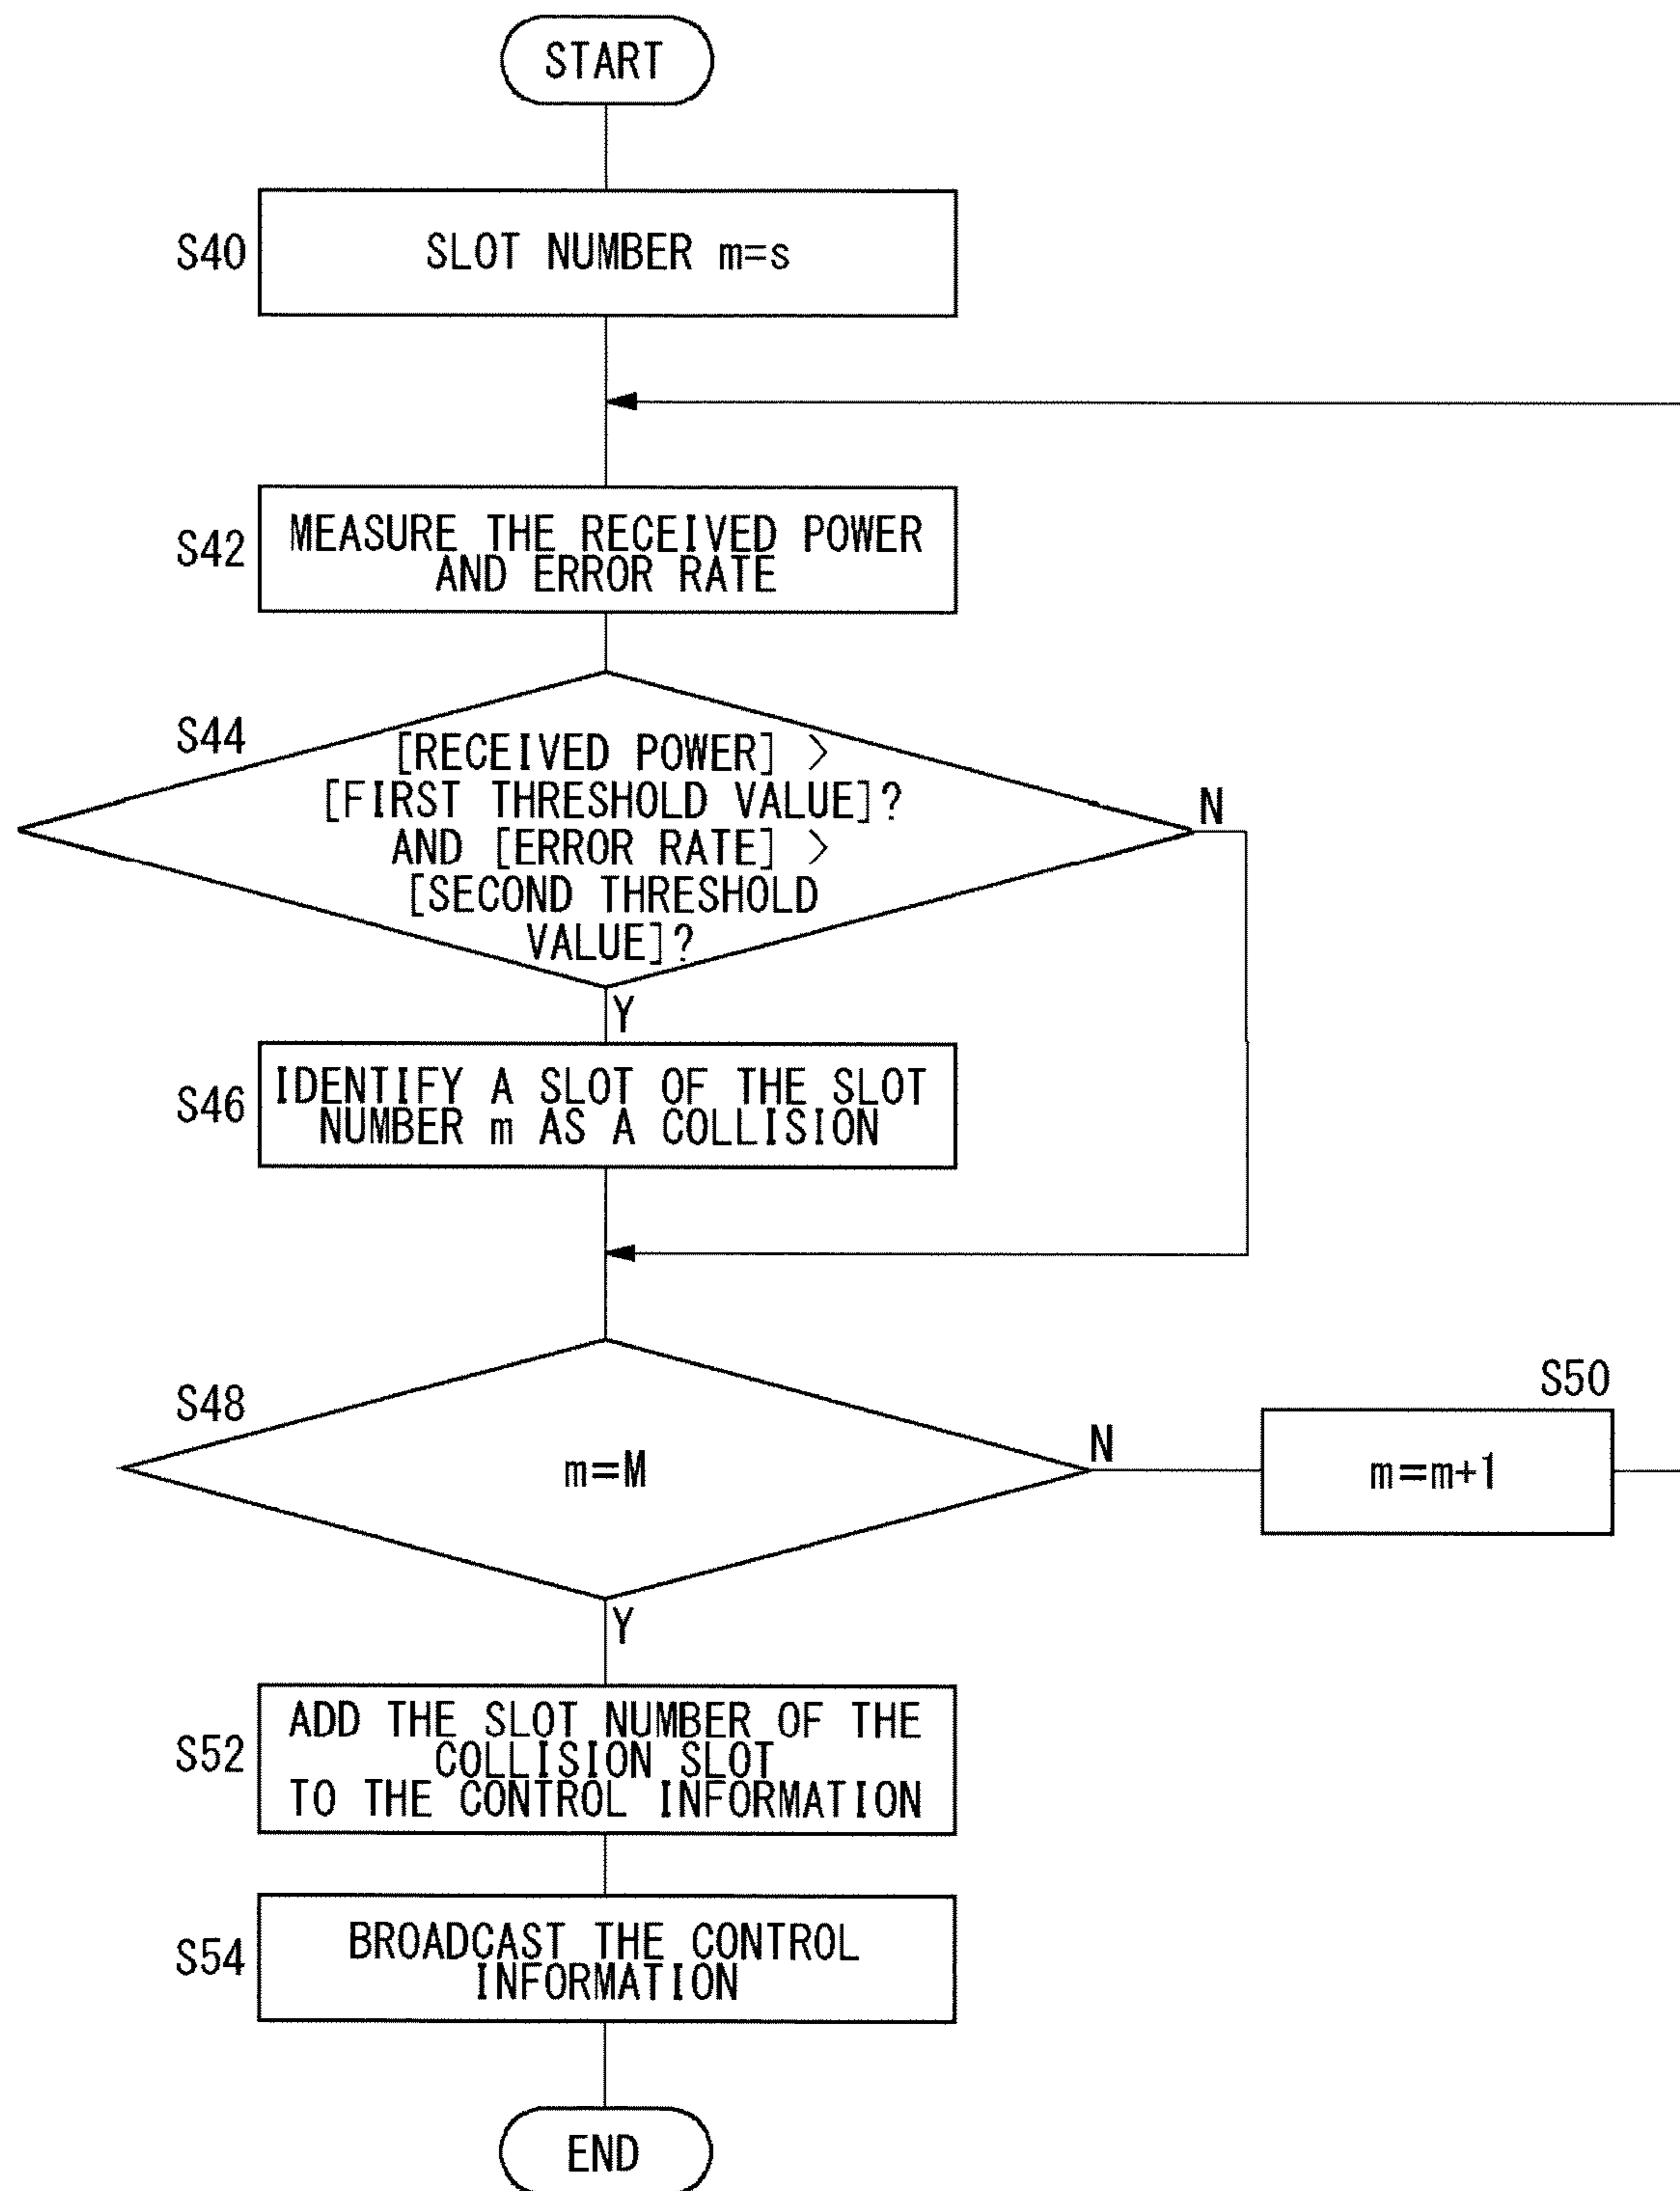 START
S40
SLOT NUMBER m=s
S42
MEASURE THE RECEIVED POWER
AND ERROR RATE
S44
[RECEIVED POWER] >
[FIRST THRESHOLD VALUE]?
AND [ERROR RATE] >
[SECOND THRESHOLD
VALUE]?
N
Y
S46
IDENTIFY A SLOT OF THE SLOT
NUMBER m AS A COLLISION
S48
m=M
N
S50
m=m+1
Y
S52
ADD THE SLOT NUMBER OF THE
COLLISION SLOT
TO THE CONTROL INFORMATION
S54
BROADCAST THE CONTROL
INFORMATION
END